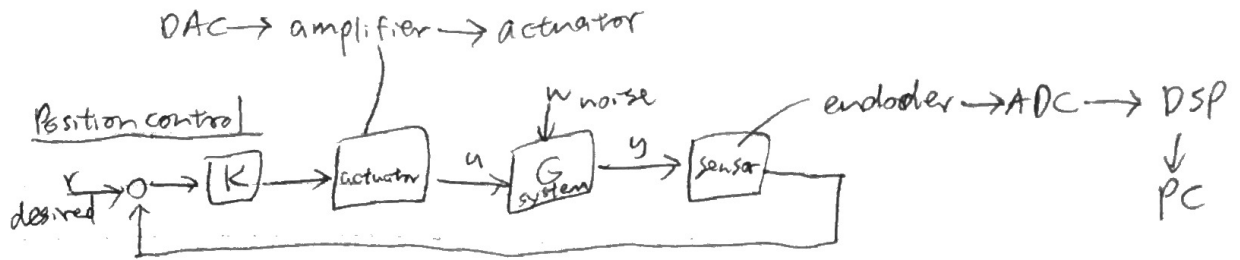 DAC → amplifier → actuator
w noise
endoder → ADC → DSP
Position control
PC
r
desired
K
actuator
u
G
system
y
sensor